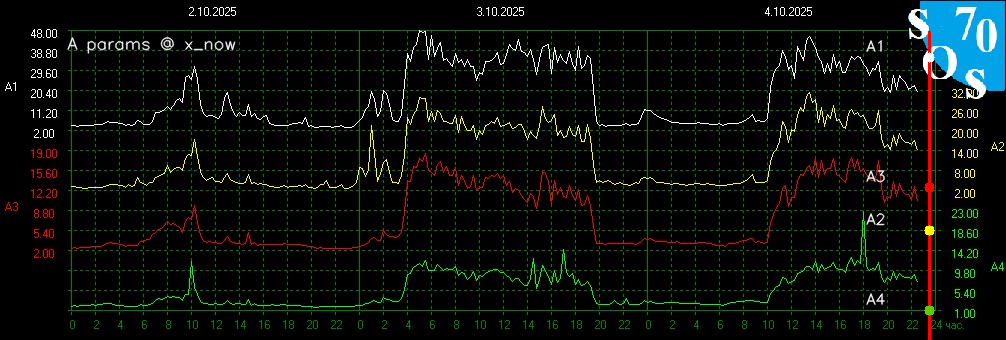 2.10.2025 3.10.2025 4.10.2025
S 70
O
S
A params @ x_now
A1
48.00
38.80
29.60
A1
20.40
11.20
2.00
19.00
15.60
12.20
A3
8.80
5.40
2.00
A3
A2
A4
32.00
26.00
20.00
A2
14.00
8.00
2.00
23.00
18.60
14.20
A4
9.80
5.40
1.00
0 2 4 6 8 10 12 14 16 18 20 22 0 2 4 6 8 10 12 14 16 18 20 22 0 2 4 6 8 10 12 14 16 18 20 22 24 час.